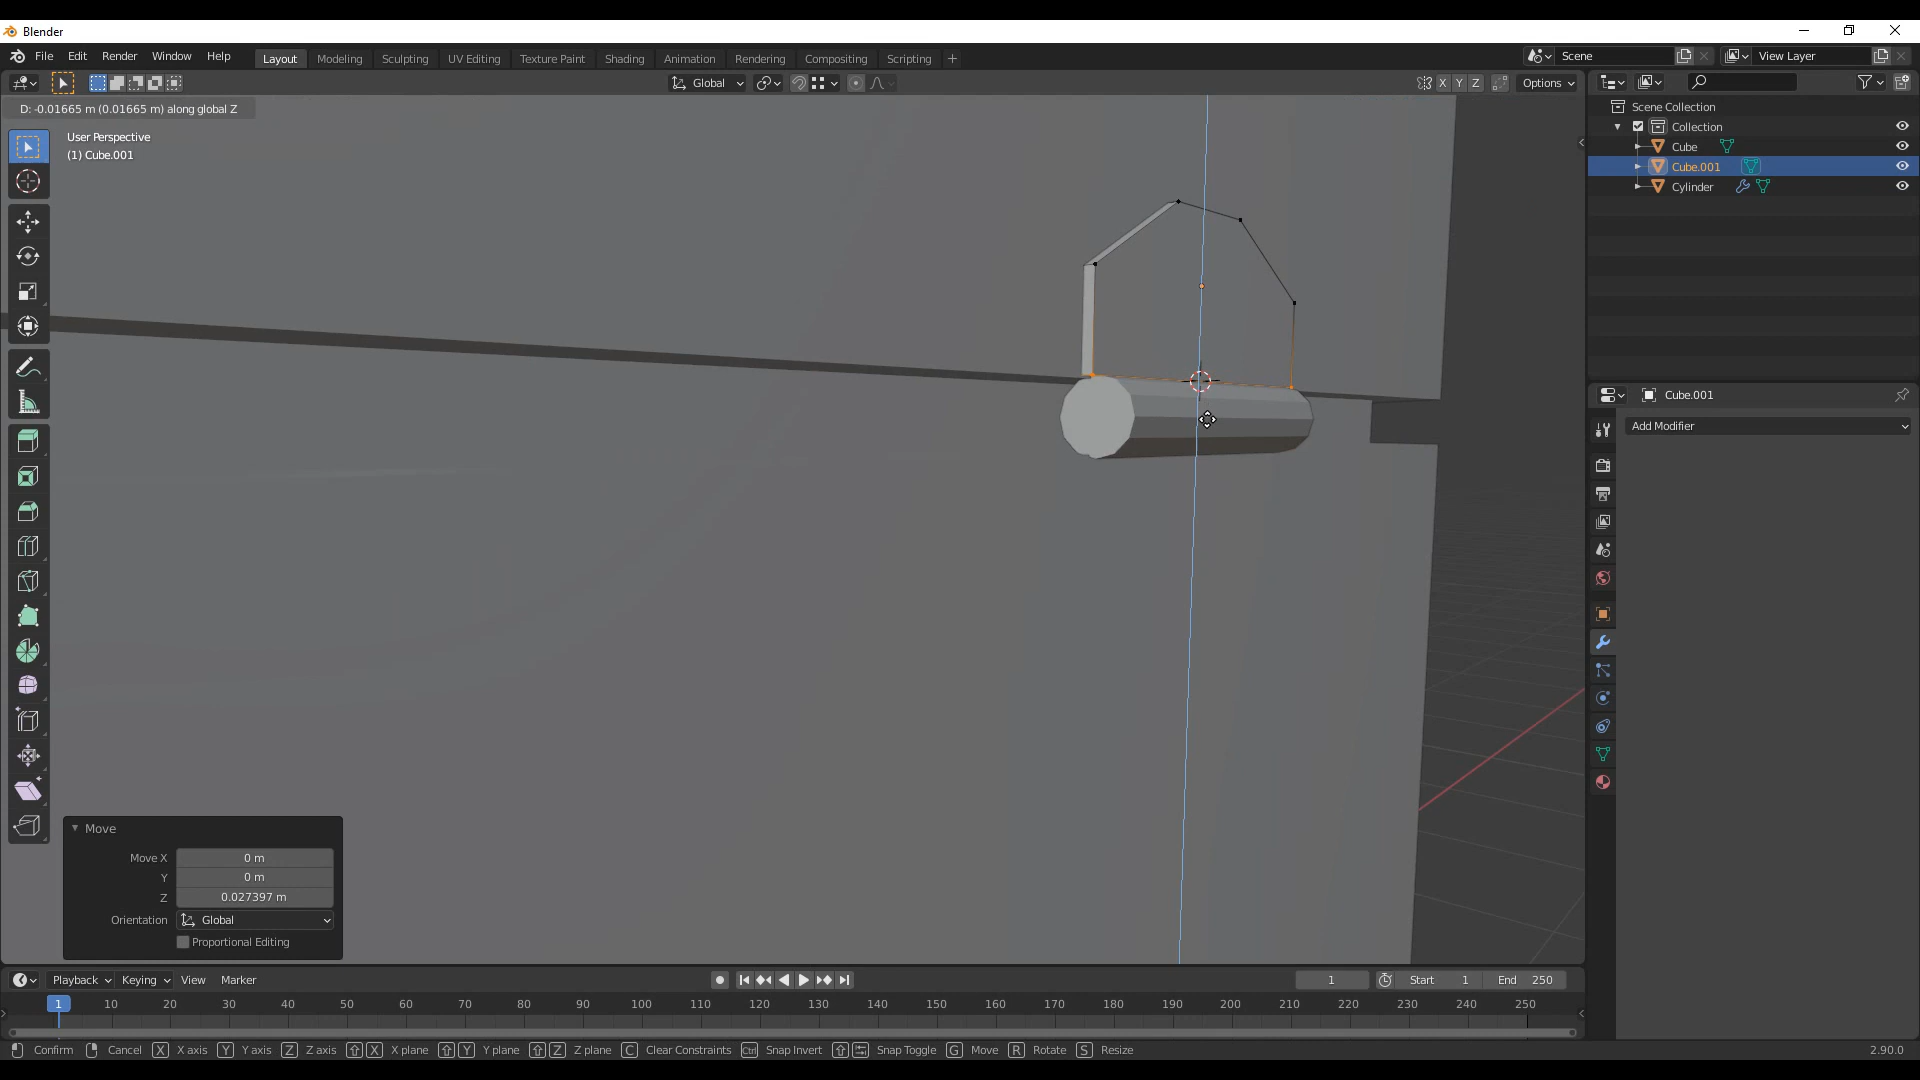 Blender
File Edit Render Window Help
Layout Modeling Sculpting UV Editing Texture Paint Shading Animation Rendering Compositing Scripting +
Scene
View Layer
Global
X Y Z
Options
D: -0.01665 m (0.01665 m) along global Z
User Perspective
(1) Cube.001
Scene Collection
Collection
Cube
Cube.001
Cylinder
Cube.001
Add Modifier
Move
Move X 0 m
Y 0 m
Z 0.027397 m
Orientation Global
Proportional Editing
Playback Keying View Marker
1 Start 1 End 250
1 10 20 30 40 50 60 70 80 90 100 110 120 130 140 150 160 170 180 190 200 210 220 230 240 250
Confirm Cancel X X axis Y Y axis Z Z axis X X plane Y Y plane Z Z plane C Clear Constraints Ctrl Snap Invert Snap Toggle G Move R Rotate S Resize 2.90.0